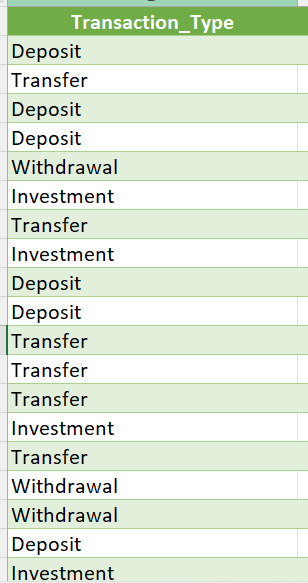 Transaction_Type
Deposit
Transfer
Deposit
Deposit
Withdrawal
Investment
Transfer
Investment
Deposit
Deposit
Transfer
Transfer
Transfer
Investment
Transfer
Withdrawal
Withdrawal
Deposit
Investment